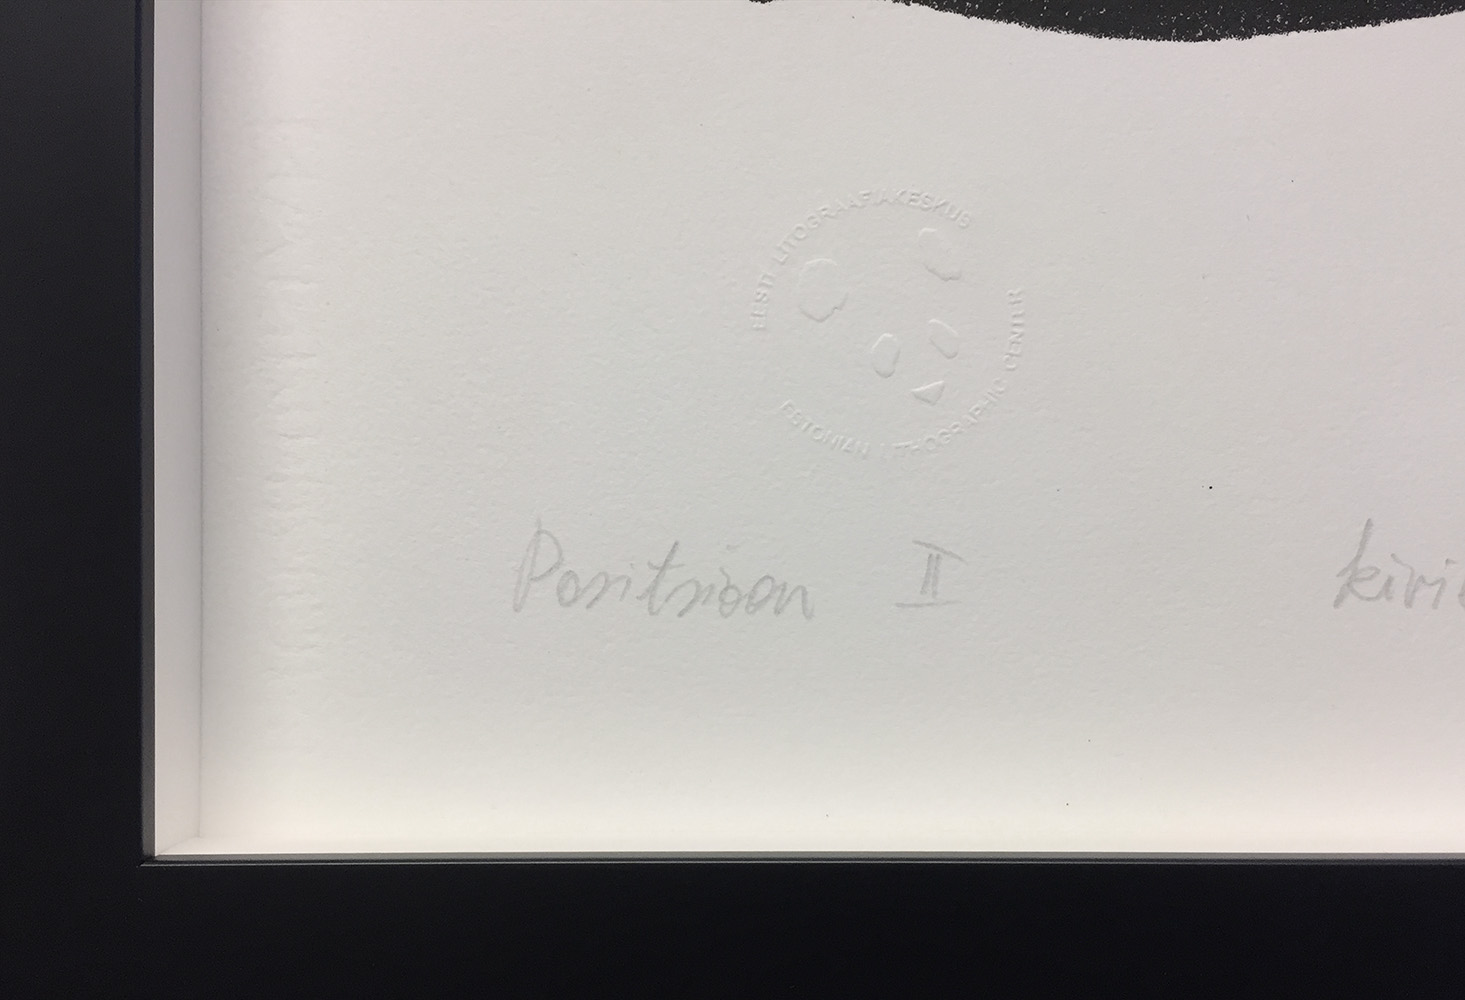 EESTI LITOGRAAFIAKESKUS
ESTONIAN LITHOGRAPHIC CENTER
Positsioon II